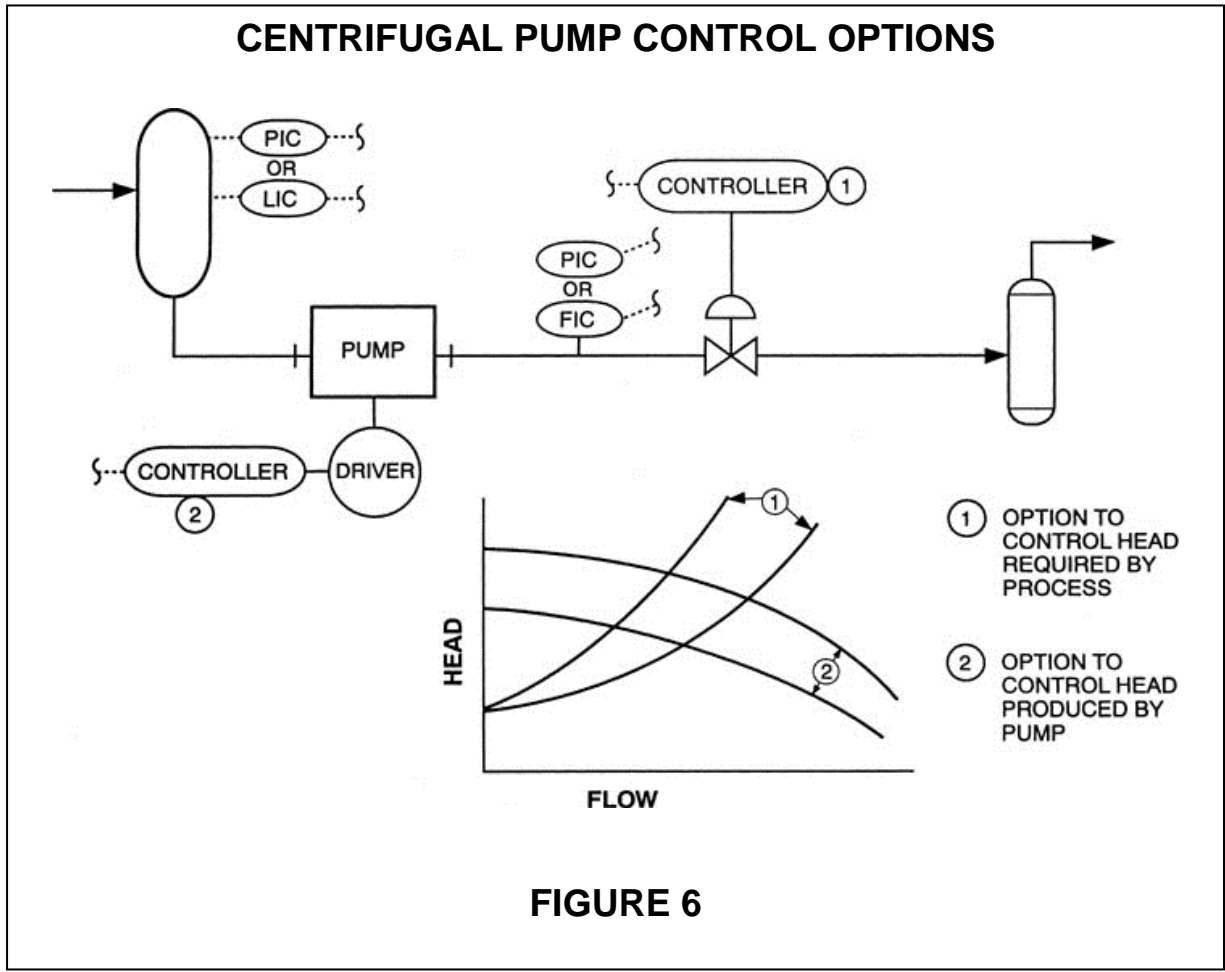 CENTRIFUGAL PUMP CONTROL OPTIONS
PIC
OR
LIC
CONTROLLER 1
PIC
OR
FIC
PUMP
CONTROLLER
2
DRIVER
HEAD
FLOW
1
2
1 OPTION TO
CONTROL HEAD
REQUIRED BY
PROCESS
2 OPTION TO
CONTROL HEAD
PRODUCED BY
PUMP
FIGURE 6